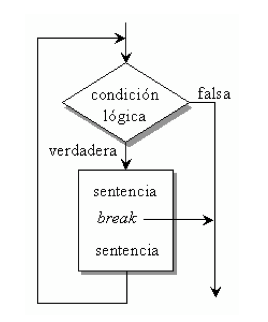 condición
lógica
falsa
verdadera
sentencia
break
sentencia